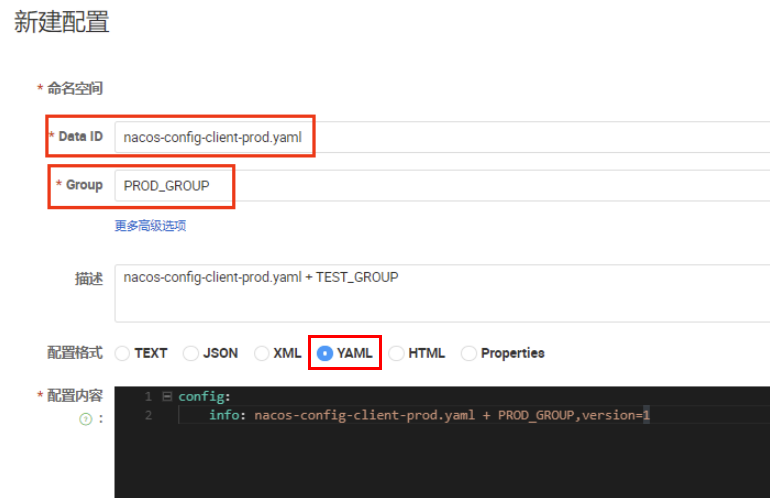 新建配置
* 命名空间
* Data ID nacos-config-client-prod.yaml
* Group PROD_GROUP
更多高级选项
描述 nacos-config-client-prod.yaml + TEST_GROUP
配置格式 TEXT JSON XML YAML HTML Properties
* 配置内容 ? :
1 config:
2 info: nacos-config-client-prod.yaml + PROD_GROUP,version=1